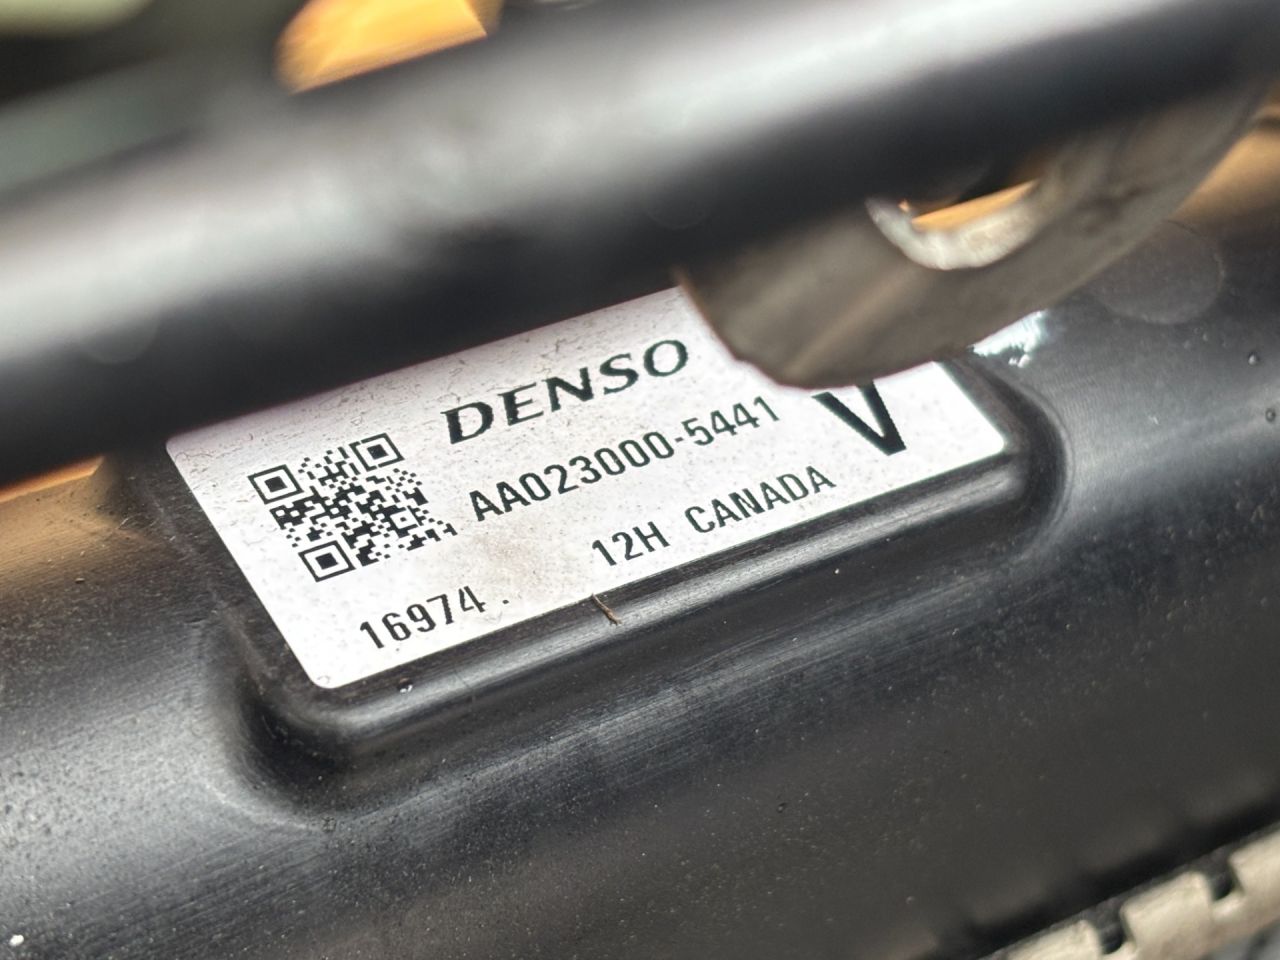 DENSO
AA023000-5441
V
12H CANADA
16974.